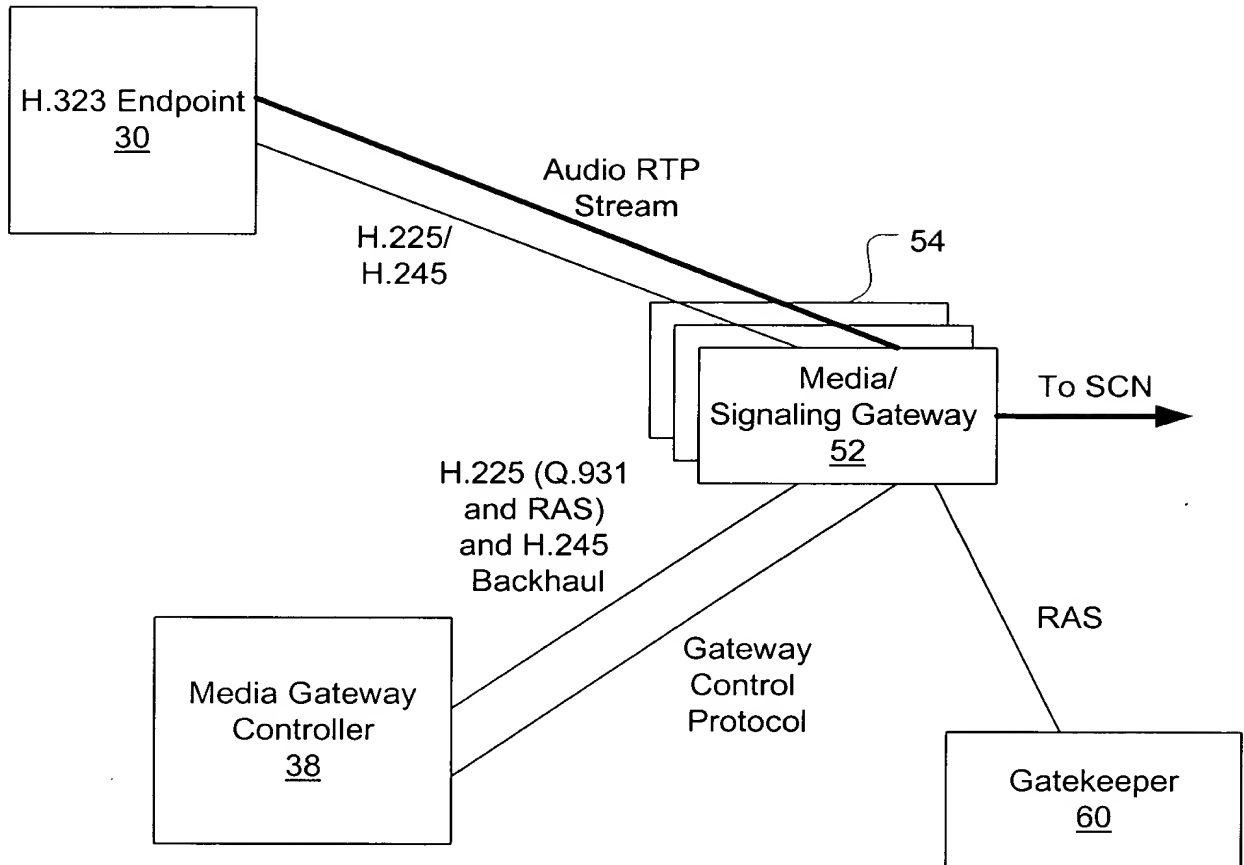 H.323 Endpoint
30
Audio RTP
Stream
H.225/
H.245
54
Media/
Signaling Gateway
52
To SCN
H.225 (Q.931
and RAS)
and H.245
Backhaul
Gateway
Control
Protocol
RAS
Media Gateway
Controller
38
Gatekeeper
60